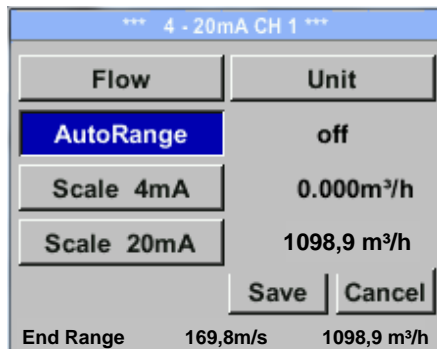 *** 4 - 20mA CH 1 ***
Flow Unit
AutoRange off
Scale 4mA 0.000m³/h
Scale 20mA 1098,9 m³/h
Save Cancel
End Range 169,8m/s 1098,9 m³/h